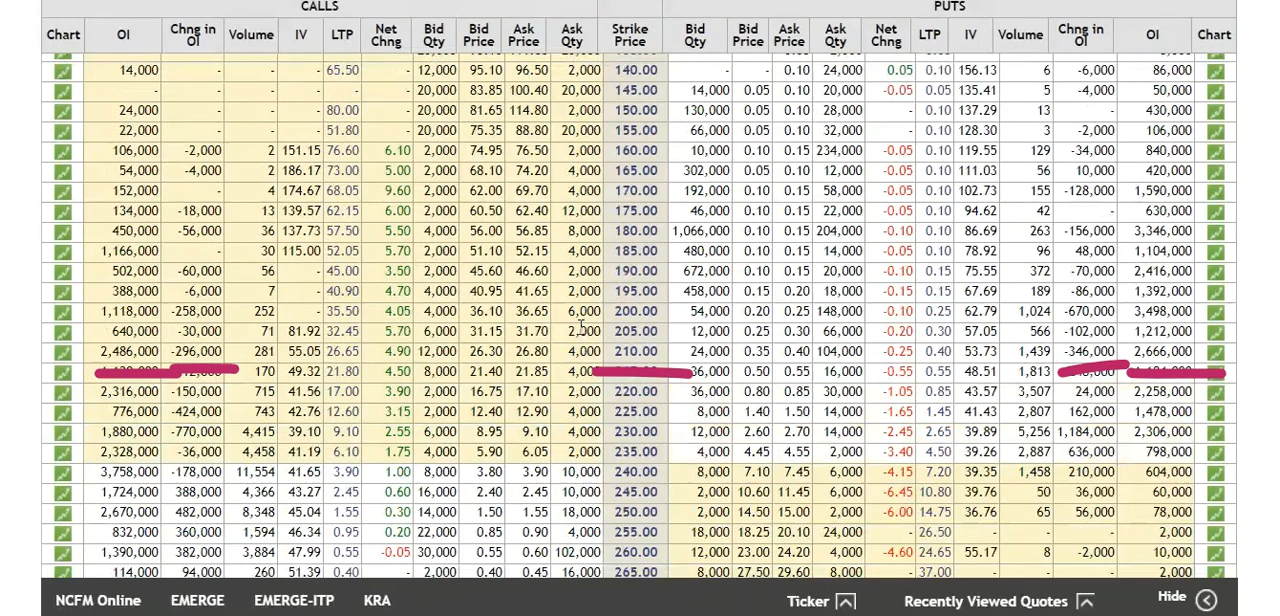 CALLS PUTS
Chart OI Chng in OI Volume IV LTP Net Chng Bid Qty Bid Price Ask Price Ask Qty Strike Price Bid Qty Bid Price Ask Price Ask Qty Net Chng LTP IV Volume Chng in OI OI Chart
14,000 - - - 65.50 - 12,000 95.10 96.50 2,000 140.00 - - 0.10 24,000 0.05 0.10 156.13 6 -6,000 86,000
- - - - - - 20,000 83.85 100.40 20,000 145.00 14,000 0.05 0.10 20,000 -0.05 0.05 135.41 5 -4,000 50,000
24,000 - - - 80.00 - 20,000 81.65 114.80 2,000 150.00 130,000 0.05 0.10 28,000 - 0.10 137.29 13 - 430,000
22,000 - - - 51.80 - 20,000 75.35 88.80 20,000 155.00 66,000 0.05 0.10 32,000 - 0.10 128.30 3 -2,000 106,000
106,000 -2,000 2 151.15 76.60 6.10 2,000 74.95 76.50 2,000 160.00 10,000 0.10 0.15 234,000 -0.05 0.10 119.55 129 -34,000 840,000
54,000 -4,000 2 186.17 73.00 5.00 2,000 68.10 74.20 4,000 165.00 302,000 0.05 0.10 12,000 -0.05 0.10 111.03 56 10,000 420,000
152,000 - 4 174.67 68.05 9.60 2,000 62.00 69.70 4,000 170.00 192,000 0.10 0.15 58,000 -0.05 0.10 102.73 155 -128,000 1,590,000
134,000 -18,000 13 139.57 62.15 6.00 2,000 60.50 62.40 12,000 175.00 46,000 0.10 0.15 22,000 -0.05 0.10 94.62 42 - 630,000
450,000 -56,000 36 137.73 57.50 5.50 4,000 56.00 56.85 8,000 180.00 1,066,000 0.10 0.15 204,000 -0.10 0.10 86.69 263 -156,000 3,346,000
1,166,000 - 30 115.00 52.05 5.70 2,000 51.10 52.15 4,000 185.00 480,000 0.10 0.15 14,000 -0.05 0.10 78.92 96 48,000 1,104,000
502,000 -60,000 56 - 45.00 3.50 2,000 45.60 46.60 2,000 190.00 672,000 0.10 0.15 20,000 -0.10 0.15 75.55 372 -70,000 2,416,000
388,000 -6,000 7 - 40.90 4.70 4,000 40.95 41.65 2,000 195.00 458,000 0.15 0.20 18,000 -0.15 0.15 67.69 189 -86,000 1,392,000
1,118,000 -258,000 252 - 35.50 4.05 4,000 36.10 36.65 6,000 200.00 54,000 0.20 0.25 148,000 -0.10 0.25 62.79 1,024 -670,000 3,498,000
640,000 -30,000 71 81.92 32.45 5.70 6,000 31.15 31.70 2,000 205.00 12,000 0.25 0.30 66,000 -0.20 0.30 57.05 566 -102,000 1,212,000
2,486,000 -296,000 281 55.05 26.65 4.90 12,000 26.30 26.80 4,000 210.00 24,000 0.35 0.40 104,000 -0.25 0.40 53.73 1,439 -346,000 2,666,000
170 49.32 21.80 4.50 8,000 21.40 21.85 0.50 0.55 16,000 -0.55 0.55 48.51 1,813
2,316,000 -150,000 715 41.56 17.00 3.90 2,000 16.75 17.10 2,000 220.00 36,000 0.80 0.85 30,000 -1.05 0.85 43.57 3,507 24,000 2,258,000
776,000 -424,000 743 42.76 12.60 3.15 2,000 12.40 12.90 4,000 225.00 8,000 1.40 1.50 14,000 -1.65 1.45 41.43 2,807 162,000 1,478,000
1,880,000 -770,000 4,415 39.10 9.10 2.55 6,000 8.95 9.10 4,000 230.00 12,000 2.60 2.70 14,000 -2.45 2.65 39.89 5,256 1,184,000 2,306,000
2,328,000 -36,000 4,458 41.19 6.10 1.75 4,000 5.90 6.05 2,000 235.00 4,000 4.45 4.55 2,000 -3.40 4.50 39.26 2,887 636,000 798,000
3,758,000 -178,000 11,554 41.65 3.90 1.00 8,000 3.80 3.90 10,000 240.00 8,000 7.10 7.45 6,000 -4.15 7.20 39.35 1,458 210,000 604,000
1,724,000 388,000 4,366 43.27 2.45 0.60 16,000 2.40 2.45 10,000 245.00 2,000 10.60 11.45 6,000 -6.45 10.80 39.76 50 36,000 60,000
2,670,000 482,000 8,348 45.04 1.55 0.30 14,000 1.50 1.55 18,000 250.00 2,000 14.50 15.00 2,000 -6.00 14.75 36.76 65 56,000 78,000
832,000 360,000 1,594 46.34 0.95 0.20 22,000 0.85 0.90 4,000 255.00 18,000 18.25 20.10 24,000 - 26.50 - - - 2,000
1,390,000 382,000 3,884 47.99 0.55 -0.05 30,000 0.55 0.60 102,000 260.00 12,000 23.00 24.20 4,000 -4.60 24.65 55.17 8 -2,000 10,000
114,000 94,000 260 51.39 0.40 - 2,000 0.40 0.45 16,000 265.00 8,000 27.50 29.60 8,000 - 37.00 - - - 2,000
NCFM Online EMERGE EMERGE-ITP KRA Ticker Recently Viewed Quotes Hide